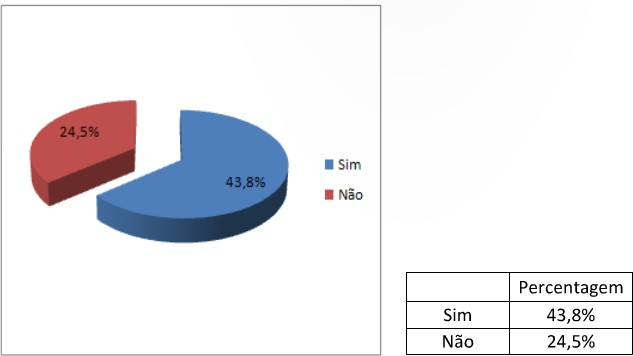 24,5%
43,8%
Sim
Não
Percentagem
Sim 43,8%
Não 24,5%